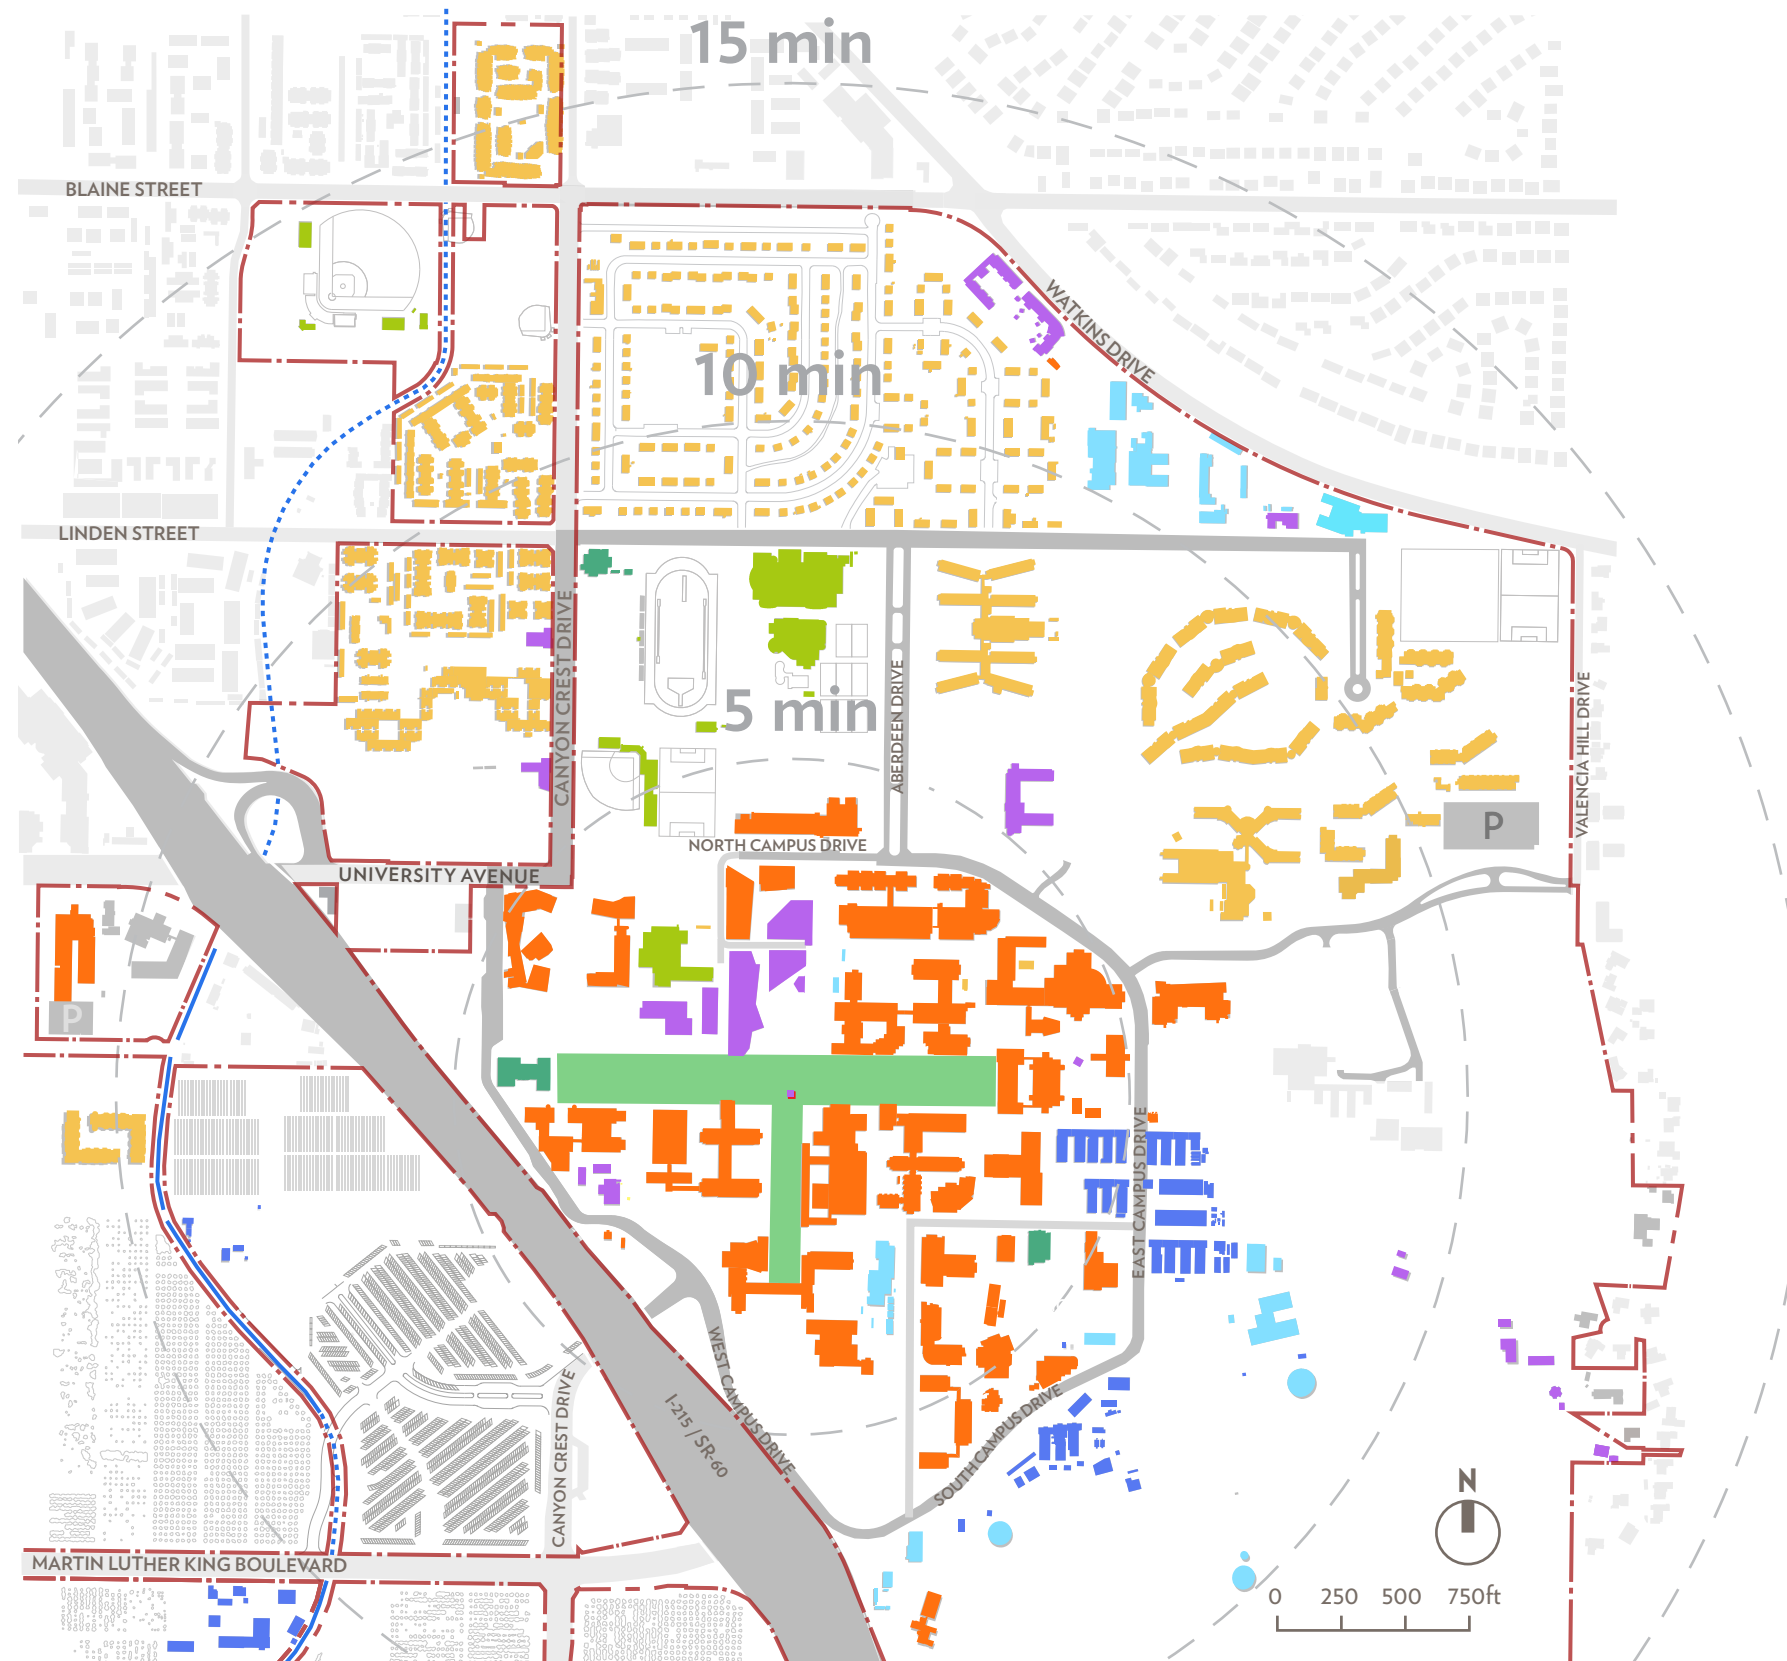 15 min
BLAINE STREET
WATKINS DRIVE
10 min
LINDEN STREET
CANYON CREST DRIVE
ABERDEEN DRIVE
5 min
VALENCIA HILL DRIVE
P
NORTH CAMPUS DRIVE
UNIVERSITY AVENUE
P
EAST CAMPUS DRIVE
WEST CAMPUS DRIVE
I-215 / SR-60
CANYON CREST DRIVE
SOUTH CAMPUS DRIVE
N
MARTIN LUTHER KING BOULEVARD
0 250 500 750ft